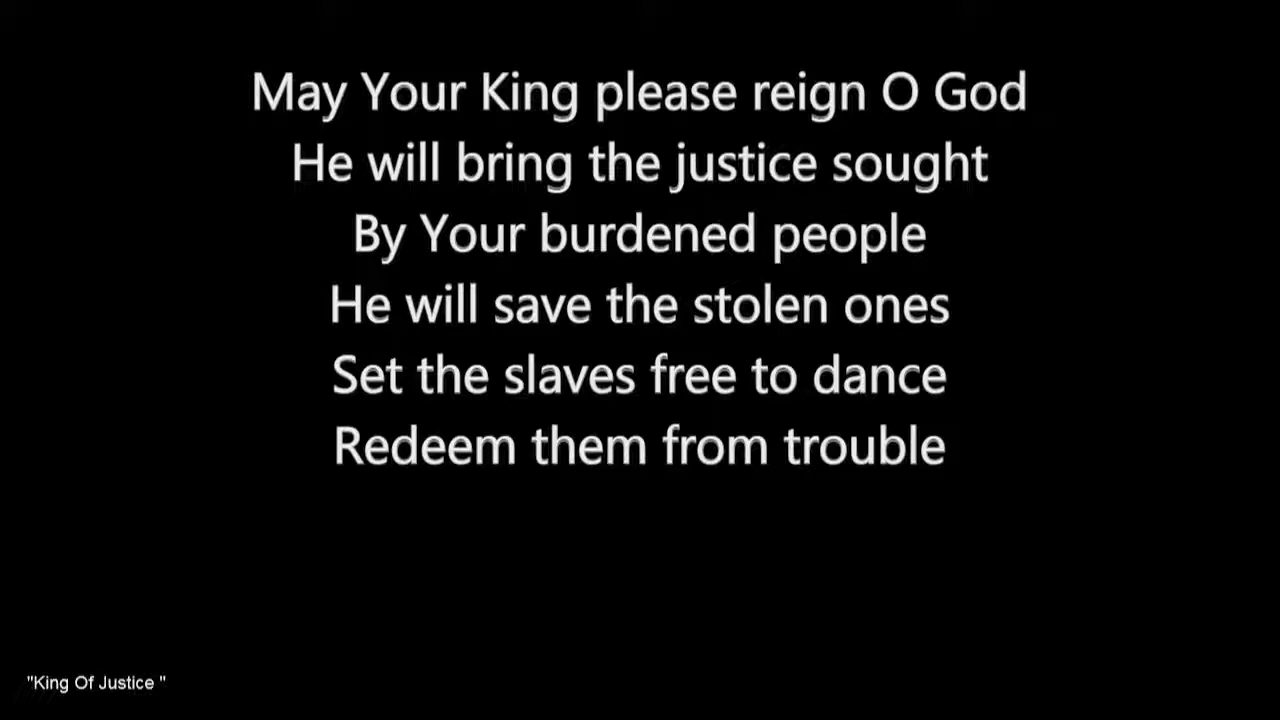 May Your King please reign O God
He will bring the justice sought
By Your burdened people
He will save the stolen ones
Set the slaves free to dance
Redeem them from trouble
"King Of Justice "